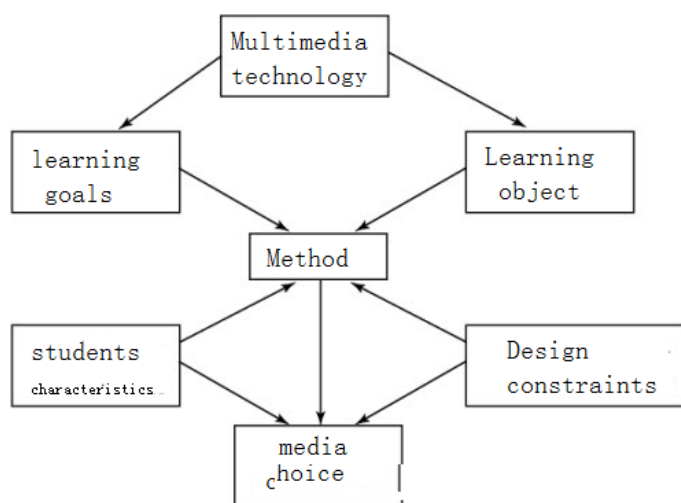 Multimedia
technology
learning
goals
Learning
object
Method
students
characteristics
Design
constraints
media
choice